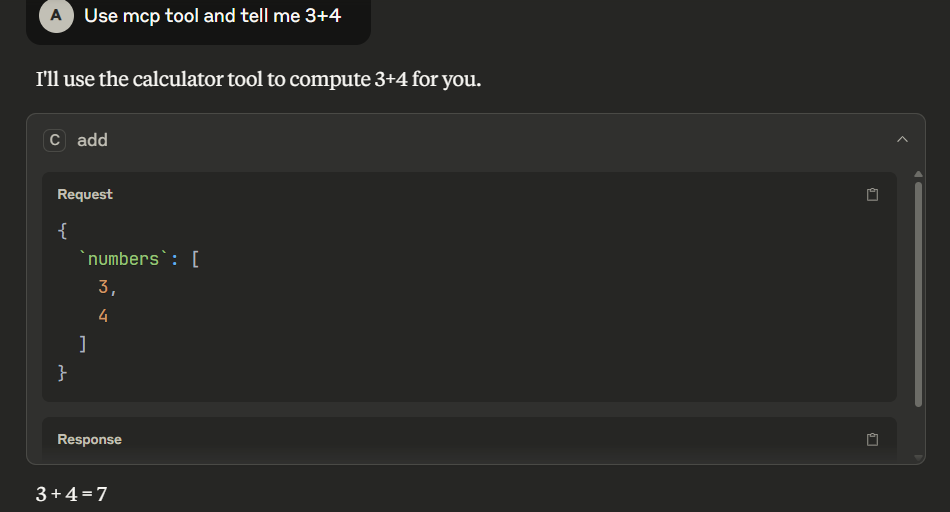 A Use mcp tool and tell me 3+4
I'll use the calculator tool to compute 3+4 for you.
C add
Request
{
`numbers`: [
3,
4
]
}
Response
3 + 4 = 7